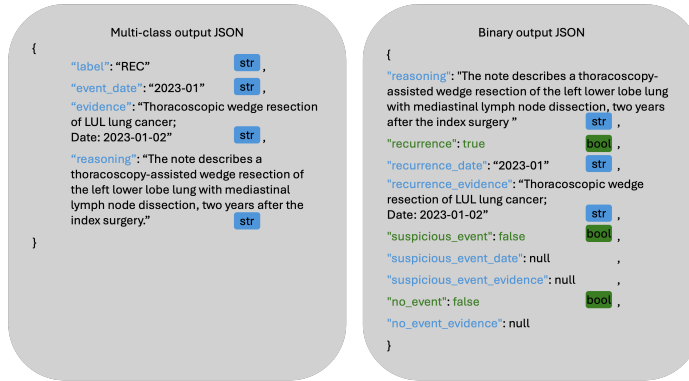 Multi-class output JSON
{
"label": “REC” str ,
"event_date": “2023-01” str ,
"evidence": “Thoracoscopic wedge resection
of LUL lung cancer;
Date: 2023-01-02” str ,
"reasoning": “The note describes a
thoracoscopy-assisted wedge resection of
the left lower lobe lung with mediastinal
lymph node dissection, two years after the
index surgery.” str
}
Binary output JSON
{
"reasoning": "The note describes a thoracoscopy-
assisted wedge resection of the left lower lobe lung
with mediastinal lymph node dissection, two years
after the index surgery ” str ,
"recurrence": true bool ,
"recurrence_date": “2023-01” str ,
"recurrence_evidence": “Thoracoscopic wedge
resection of LUL lung cancer;
Date: 2023-01-02” str ,
"suspicious_event": false bool ,
"suspicious_event_date": null ,
"suspicious_event_evidence": null ,
"no_event": false bool ,
"no_event_evidence": null
}